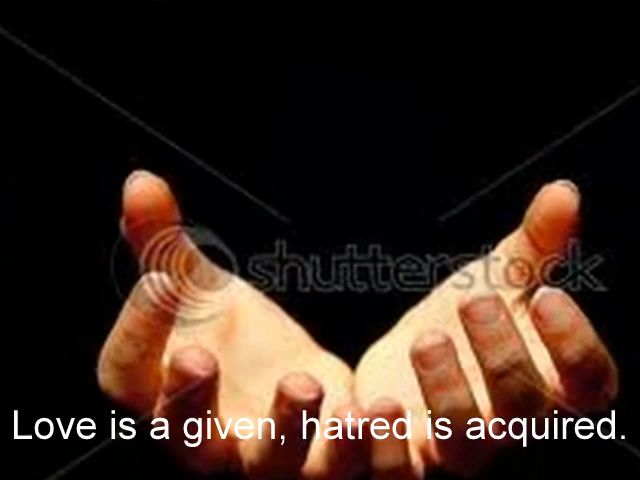 shutterstock
Love is a given, hatred is acquired.